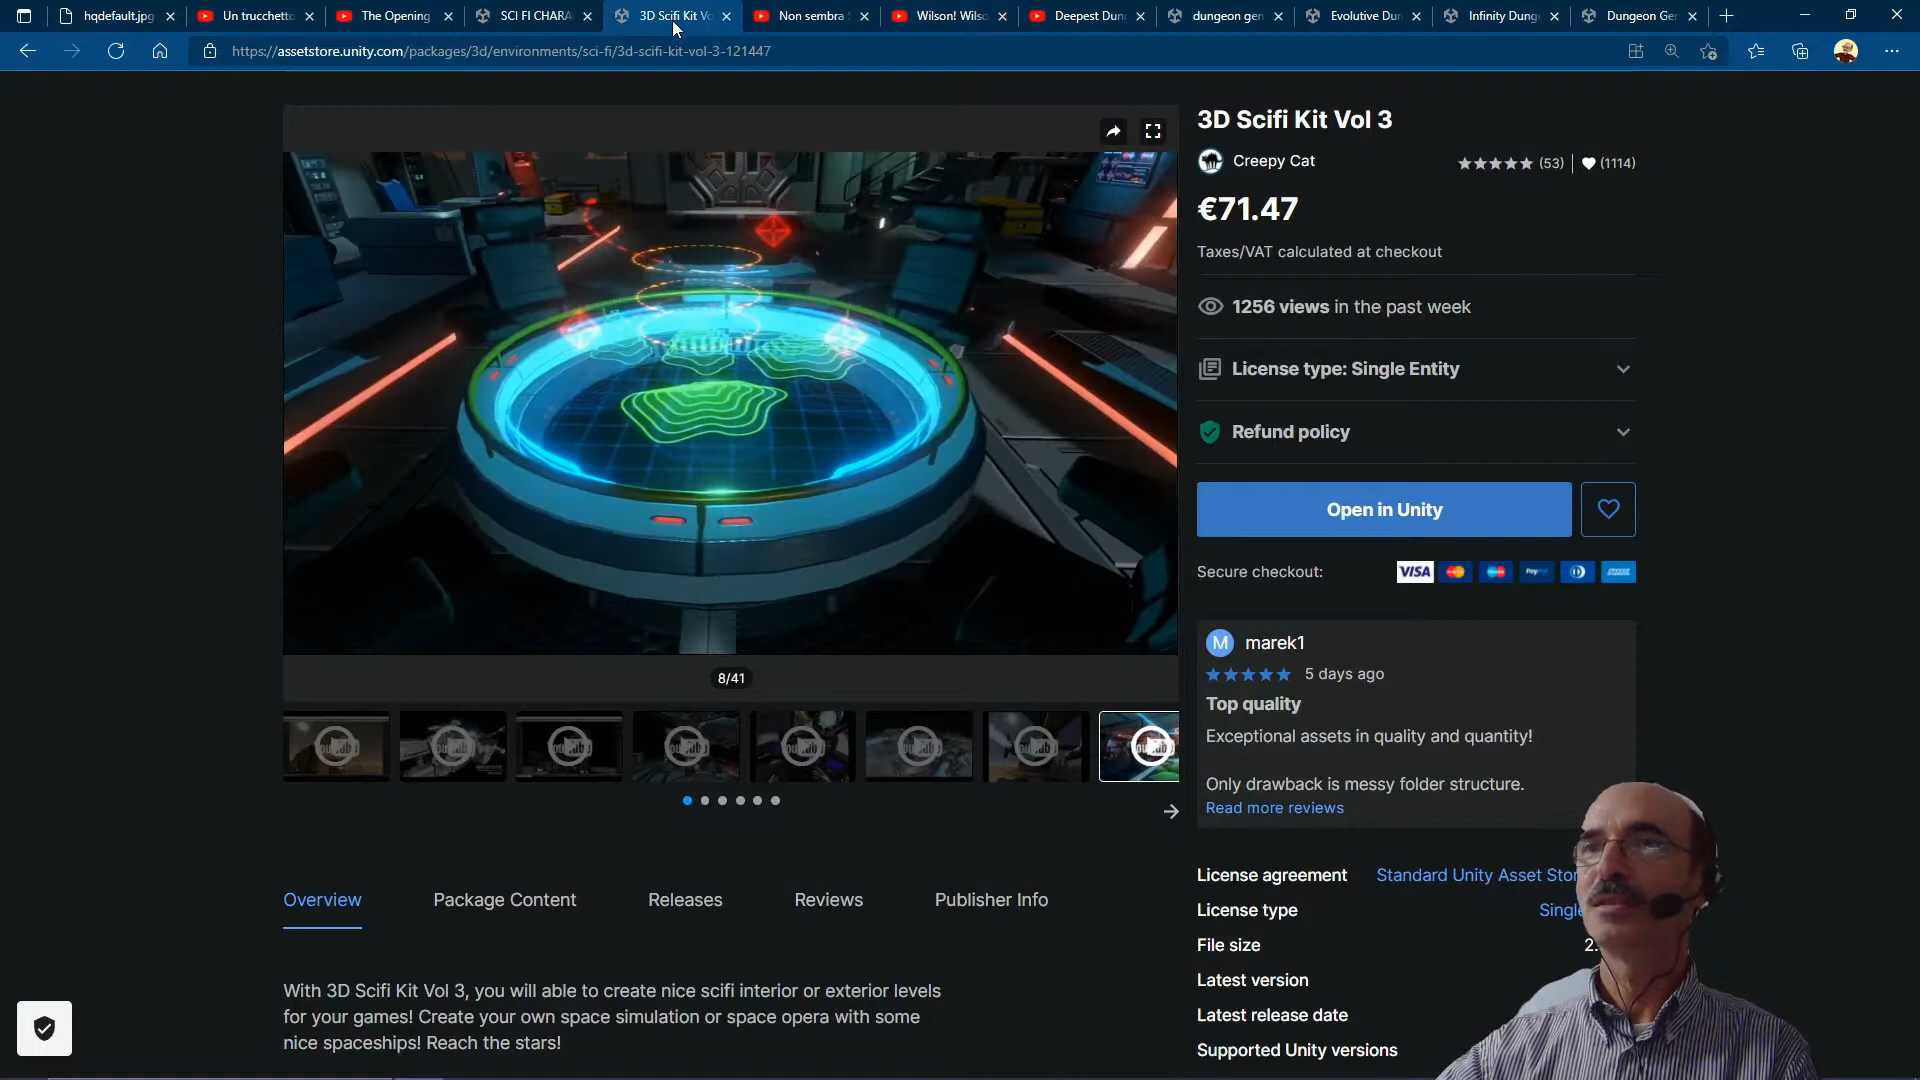 hqdefault.jpg
Un trucchetto
The Opening
SCI FI CHARA
3D Scifi Kit Vo
Non sembra
Wilson! Wils
Deepest Dun
dungeon gen
Evolutive Dun
Infinity Dung
Dungeon Ger
https://assetstore.unity.com/packages/3d/environments/sci-fi/3d-scifi-kit-vol-3-121447
3D Scifi Kit Vol 3
Creepy Cat
(53)
(1114)
€71.47
Taxes/VAT calculated at checkout
1256 views in the past week
License type: Single Entity
Refund policy
Open in Unity
Secure checkout:
VISA
PayPal
8/41
M
marek1
5 days ago
Top quality
Exceptional assets in quality and quantity!
Only drawback is messy folder structure.
Read more reviews
License agreement
Standard Unity Asset Stor
License type
Single
File size
2.
Latest version
Latest release date
Supported Unity versions
Overview
Package Content
Releases
Reviews
Publisher Info
With 3D Scifi Kit Vol 3, you will able to create nice scifi interior or exterior levels
for your games! Create your own space simulation or space opera with some
nice spaceships! Reach the stars!